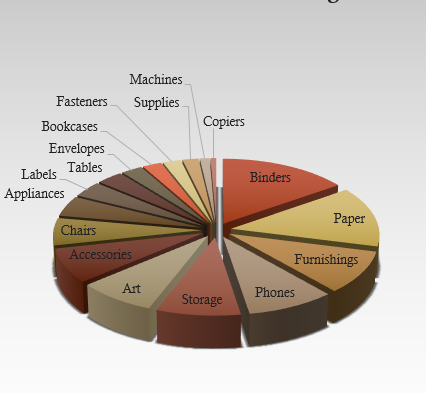 Machines
Fasteners
Supplies
Copiers
Bookcases
Envelopes
Tables
Labels
Appliances
Binders
Paper
Chairs
Accessories
Furnishings
Art
Storage
Phones